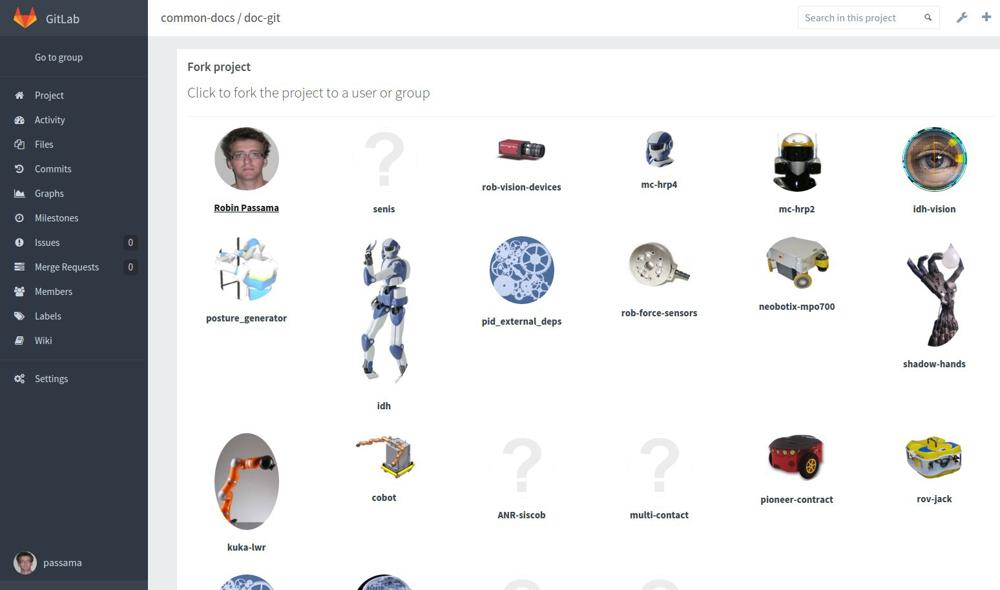 GitLab
common-docs / doc-git
Search in this project
Go to group
Project
Activity
Files
Commits
Graphs
Milestones
Issues 0
Merge Requests 0
Members
Labels
Wiki
Settings
passama
Fork project
Click to fork the project to a user or group
Robin Passama
senis
rob-vision-devices
mc-hrp4
mc-hrp2
idh-vision
posture_generator
idh
pid_external_deps
rob-force-sensors
neobotix-mpo700
shadow-hands
kuka-lwr
cobot
ANR-siscob
multi-contact
pioneer-contract
rov-jack